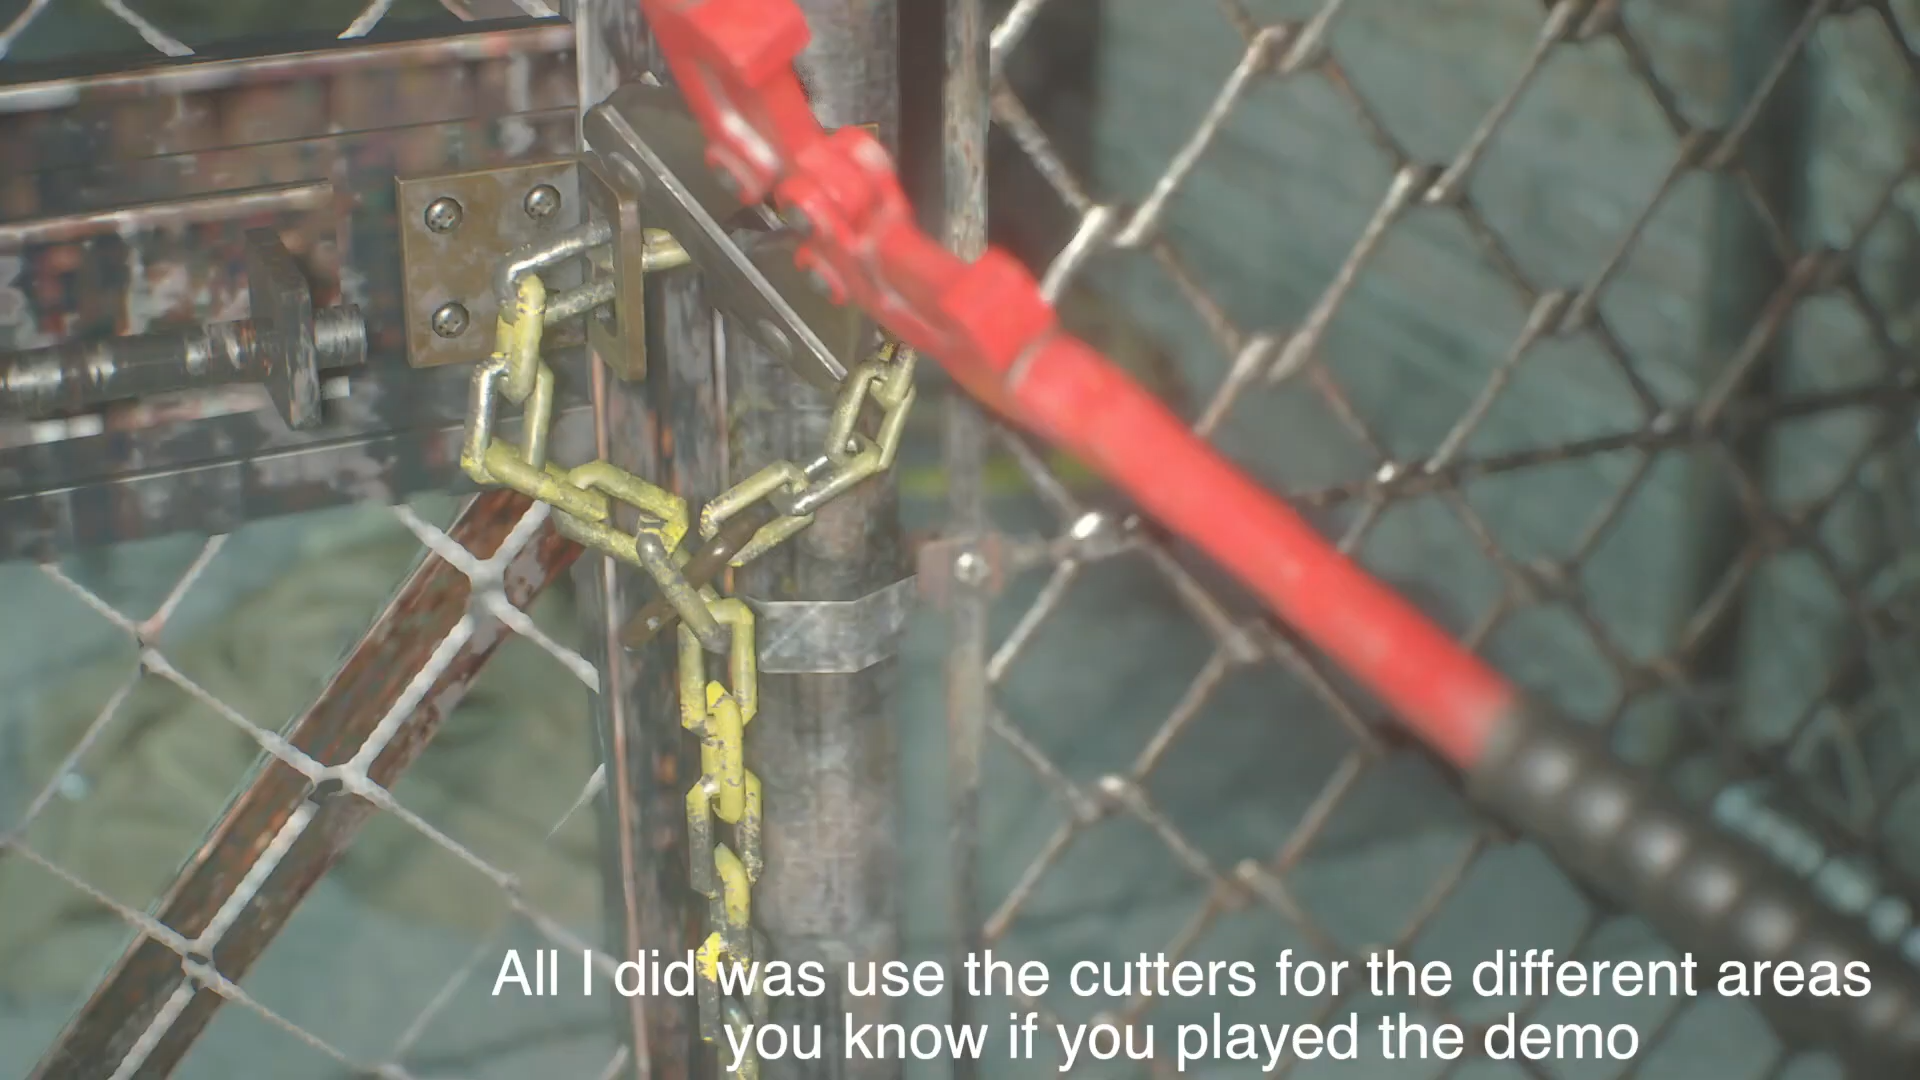 All I did was use the cutters for the different areas
you know if you played the demo